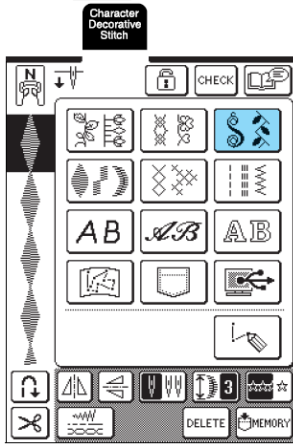 Character
Decorative
Stitch
N
CHECK
AB
AB
AB
3
DELETE
MEMORY